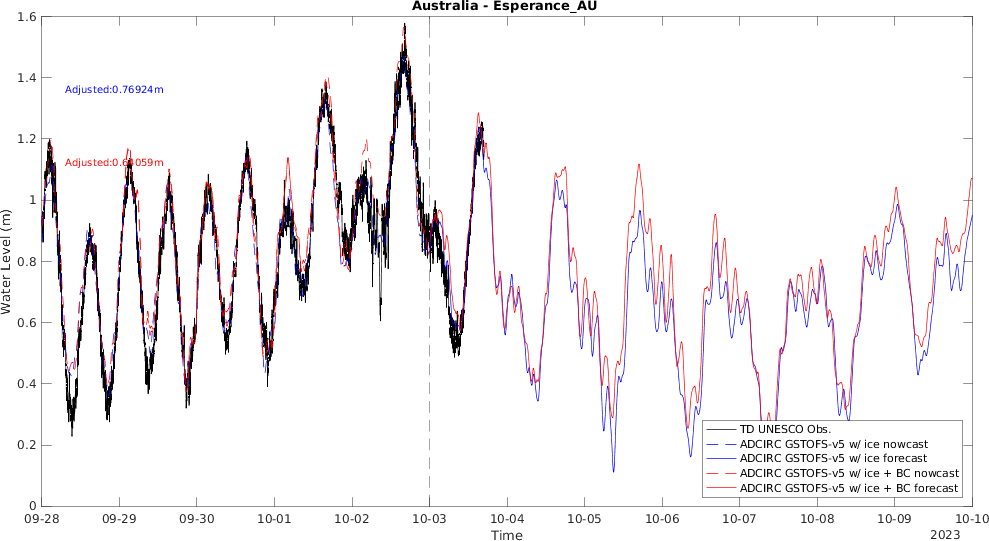 Australia - Esperance_AU
Water Level (m)
1.6
1.4
1.2
1
0.8
0.6
0.4
0.2
0
Adjusted:0.76924m
Adjusted:0.64059m
TD UNESCO Obs.
ADCIRC GSTOFS-v5 w/ ice nowcast
ADCIRC GSTOFS-v5 w/ ice forecast
ADCIRC GSTOFS-v5 w/ ice + BC nowcast
ADCIRC GSTOFS-v5 w/ ice + BC forecast
09-28 09-29 09-30 10-01 10-02 10-03 10-04 10-05 10-06 10-07 10-08 10-09 10-10
Time
2023